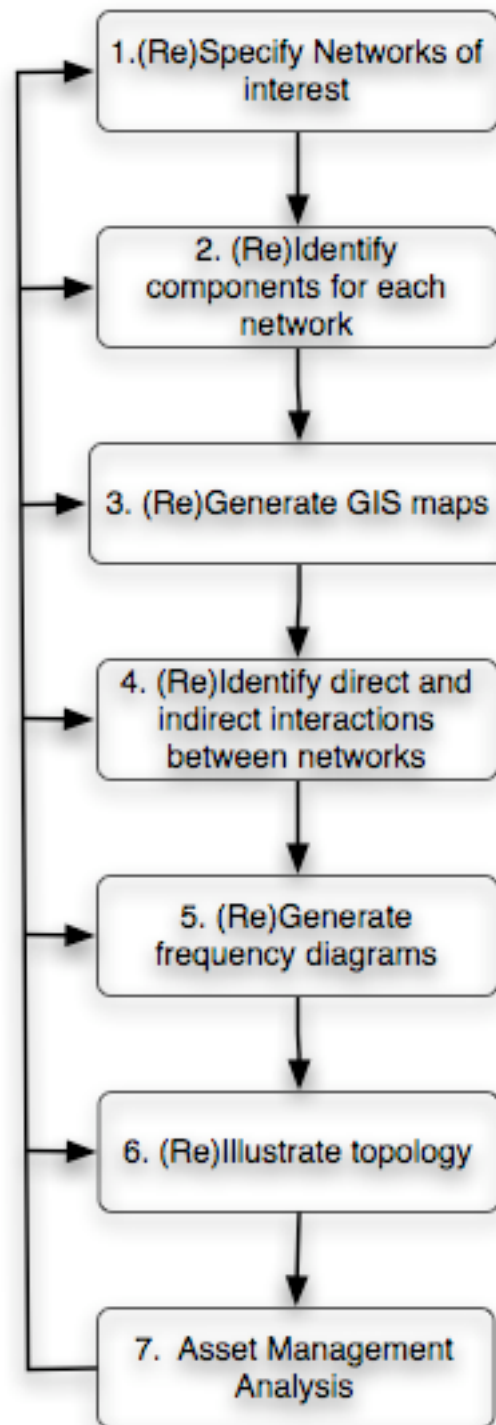 1.(Re)Specify Networks of
interest
2. (Re)Identify
components for each
network
3. (Re)Generate GIS maps
4. (Re)Identify direct and
indirect interactions
between networks
5. (Re)Generate
frequency diagrams
6. (Re)Illustrate topology
7. Asset Management
Analysis